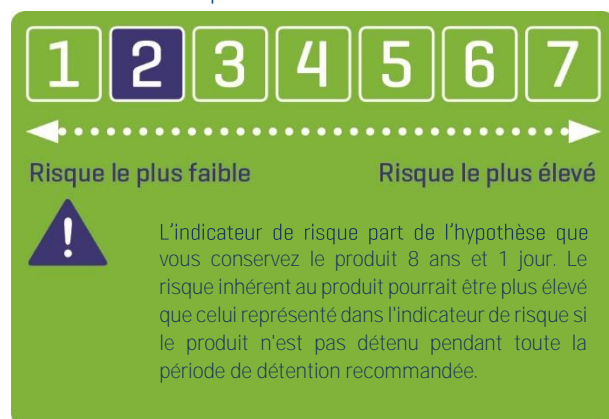 1 2 3 4 5 6 7
Risque le plus faible Risque le plus élevé
!
L'indicateur de risque part de l'hypothèse que
vous conservez le produit 8 ans et 1 jour. Le
risque inhérent au produit pourrait être plus élevé
que celui représenté dans l'indicateur de risque si
le produit n'est pas détenu pendant toute la
période de détention recommandée.